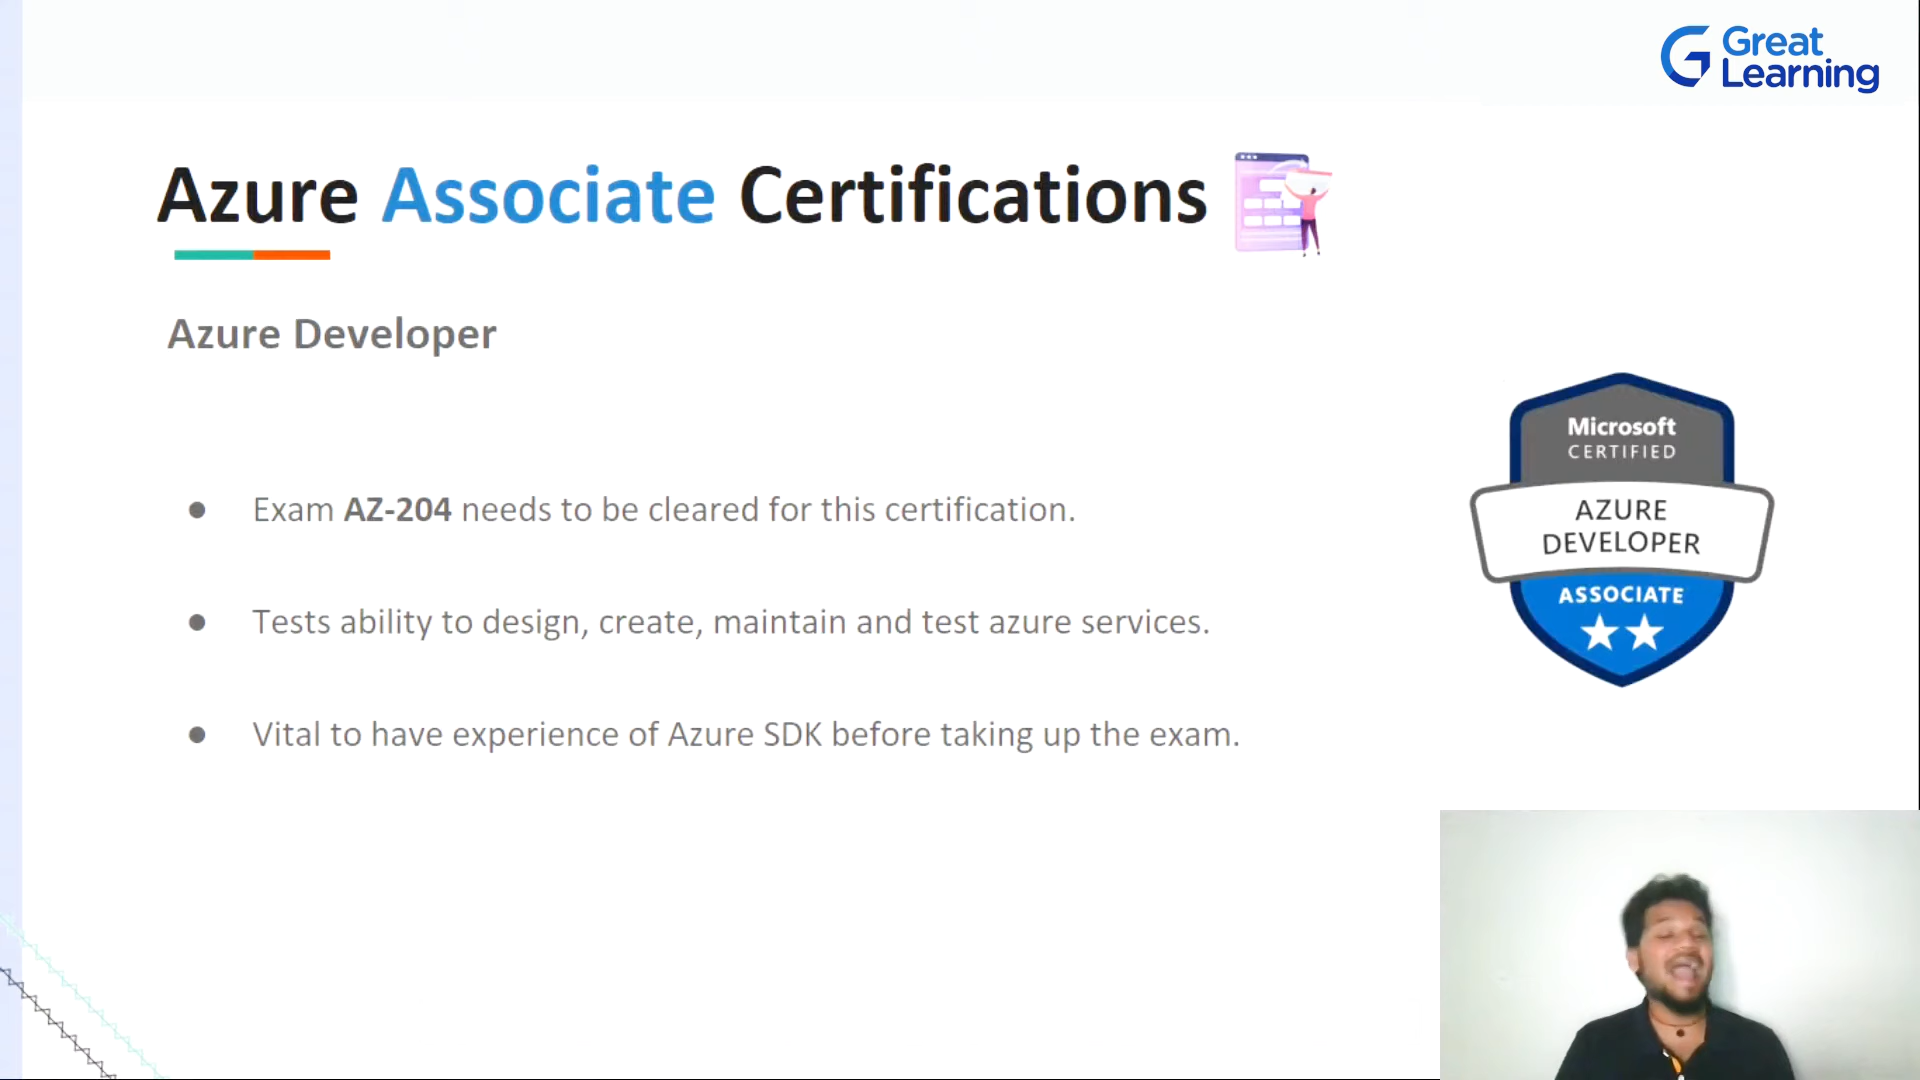 Great
Learning
Azure Associate Certifications
Azure Developer
● Exam AZ-204 needs to be cleared for this certification.
● Tests ability to design, create, maintain and test azure services.
● Vital to have experience of Azure SDK before taking up the exam.
Microsoft
CERTIFIED
AZURE
DEVELOPER
ASSOCIATE